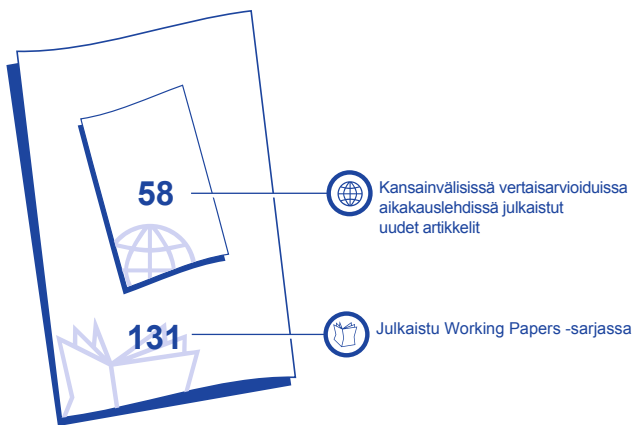 58
Kansainvälisissä vertaisarvioiduissa
aikakauslehdissä julkaistut
uudet artikkelit
131
Julkaistu Working Papers -sarjassa